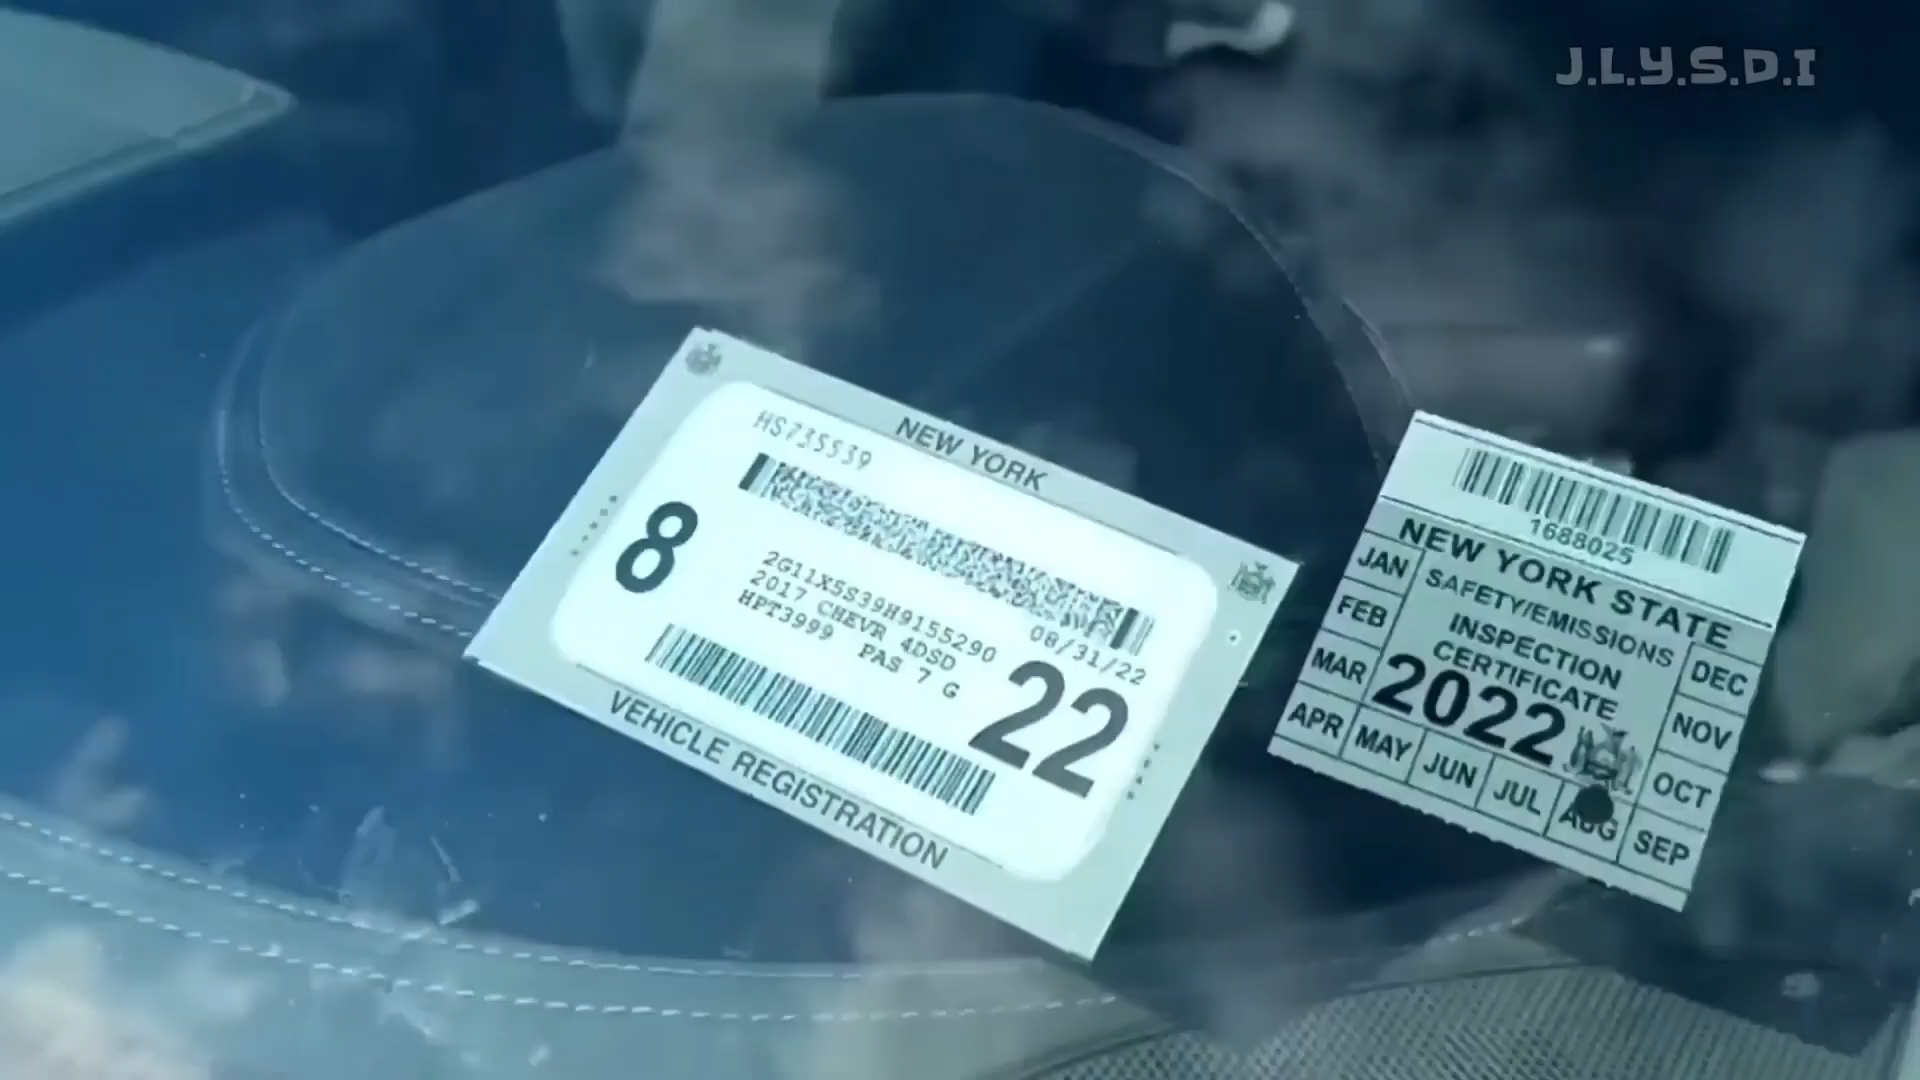 J.L.Y.S.D.I
NEW YORK
HS735539
8
2G11X5S39H9155290
2017 CHEVR 4DSD
HPT3999 PAS 7 G
08/31/22
22
VEHICLE REGISTRATION
1688025
NEW YORK STATE
SAFETY/EMISSIONS
INSPECTION
CERTIFICATE
2022
JAN
FEB
MAR
APR
MAY
JUN
JUL
AUG
SEP
OCT
NOV
DEC